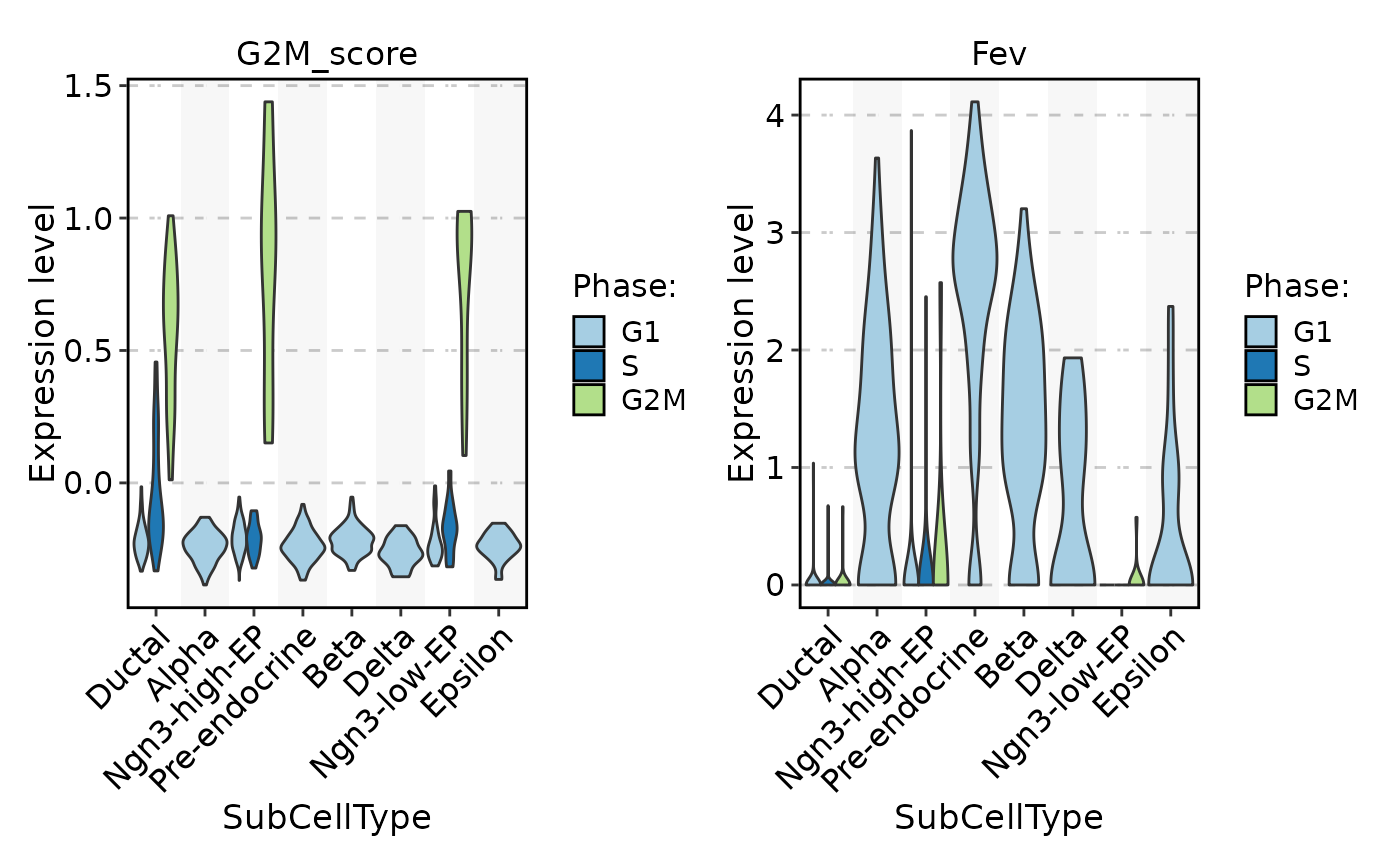 G2M_score
Expression level
1.5
1.0
0.5
0.0
Ductal
Alpha
Ngn3-high-EP
Pre-endocrine
Beta
Delta
Ngn3-low-EP
Epsilon
SubCellType
Phase:
G1
S
G2M
Fev
Expression level
4
3
2
1
0
Ductal
Alpha
Ngn3-high-EP
Pre-endocrine
Beta
Delta
Ngn3-low-EP
Epsilon
SubCellType
Phase:
G1
S
G2M